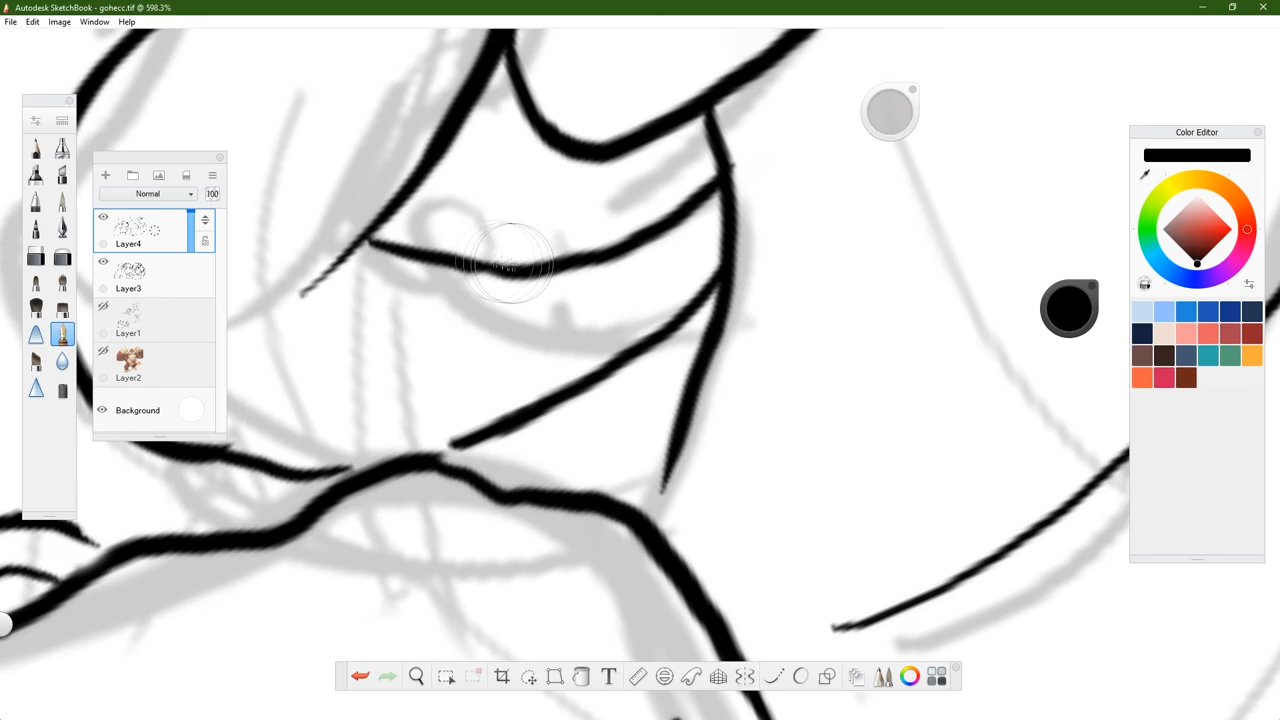 Autodesk SketchBook - gohecc.tif @ 598.3%
File Edit Image Window Help
Normal
100
Layer4
Layer3
Layer1
Layer2
Background
Color Editor
T